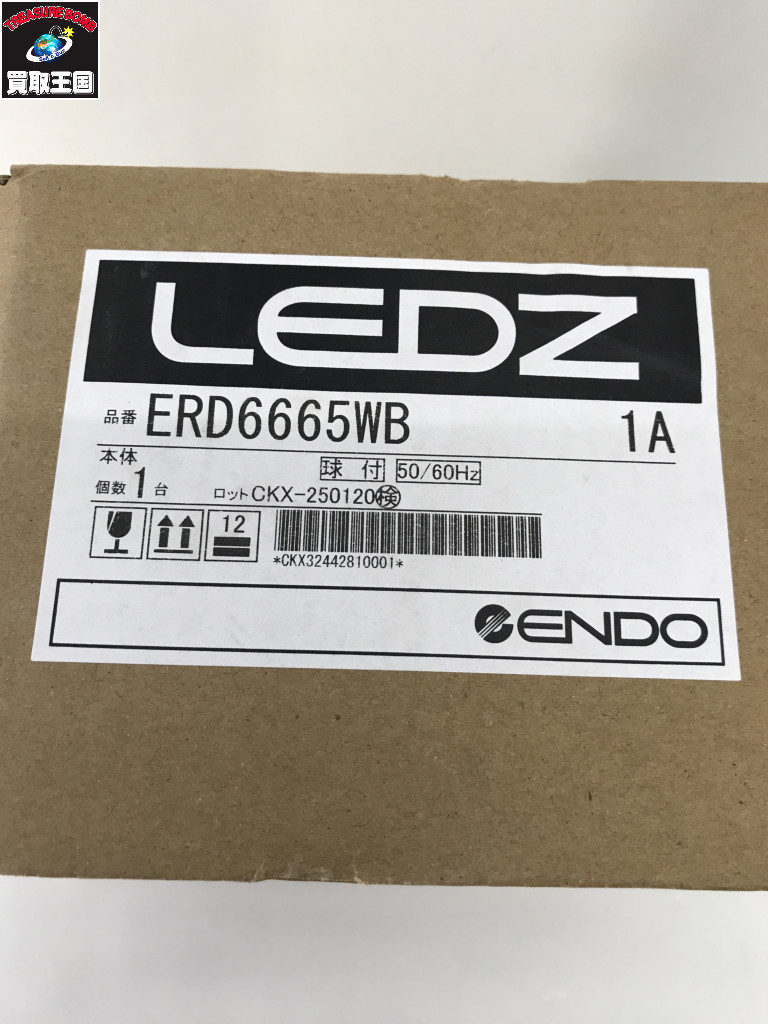 TREASURE BOMB
買取王国
LEDZ
品番 ERD6665WB 1A
本体
球付 50/60Hz
個数 1 台 ロット CKX-250120 検
12
*CKX32442810001*
ENDO